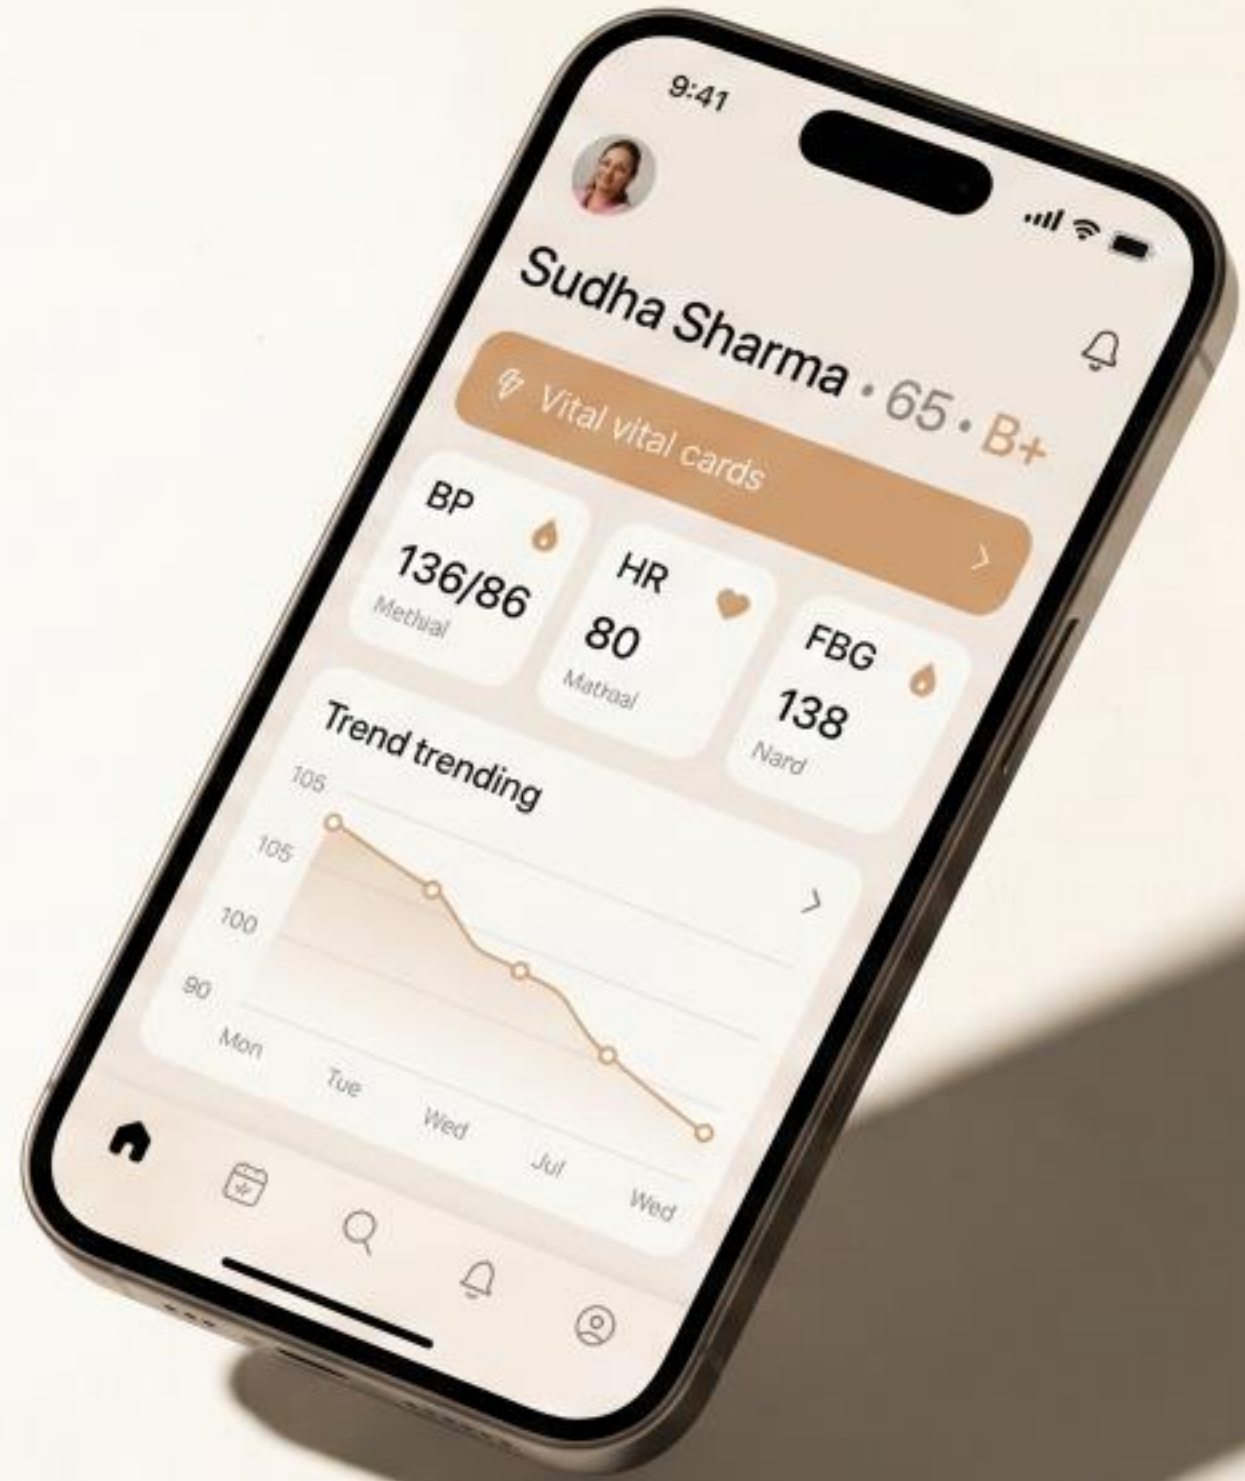 9:41
Sudha Sharma · 65 · B+
Vital vital cards
BP
136/86
Methial
HR
80
Mathoal
FBG
138
Nard
Trend trending
105
105
100
90
Mon
Tue
Wed
Jul
Wed